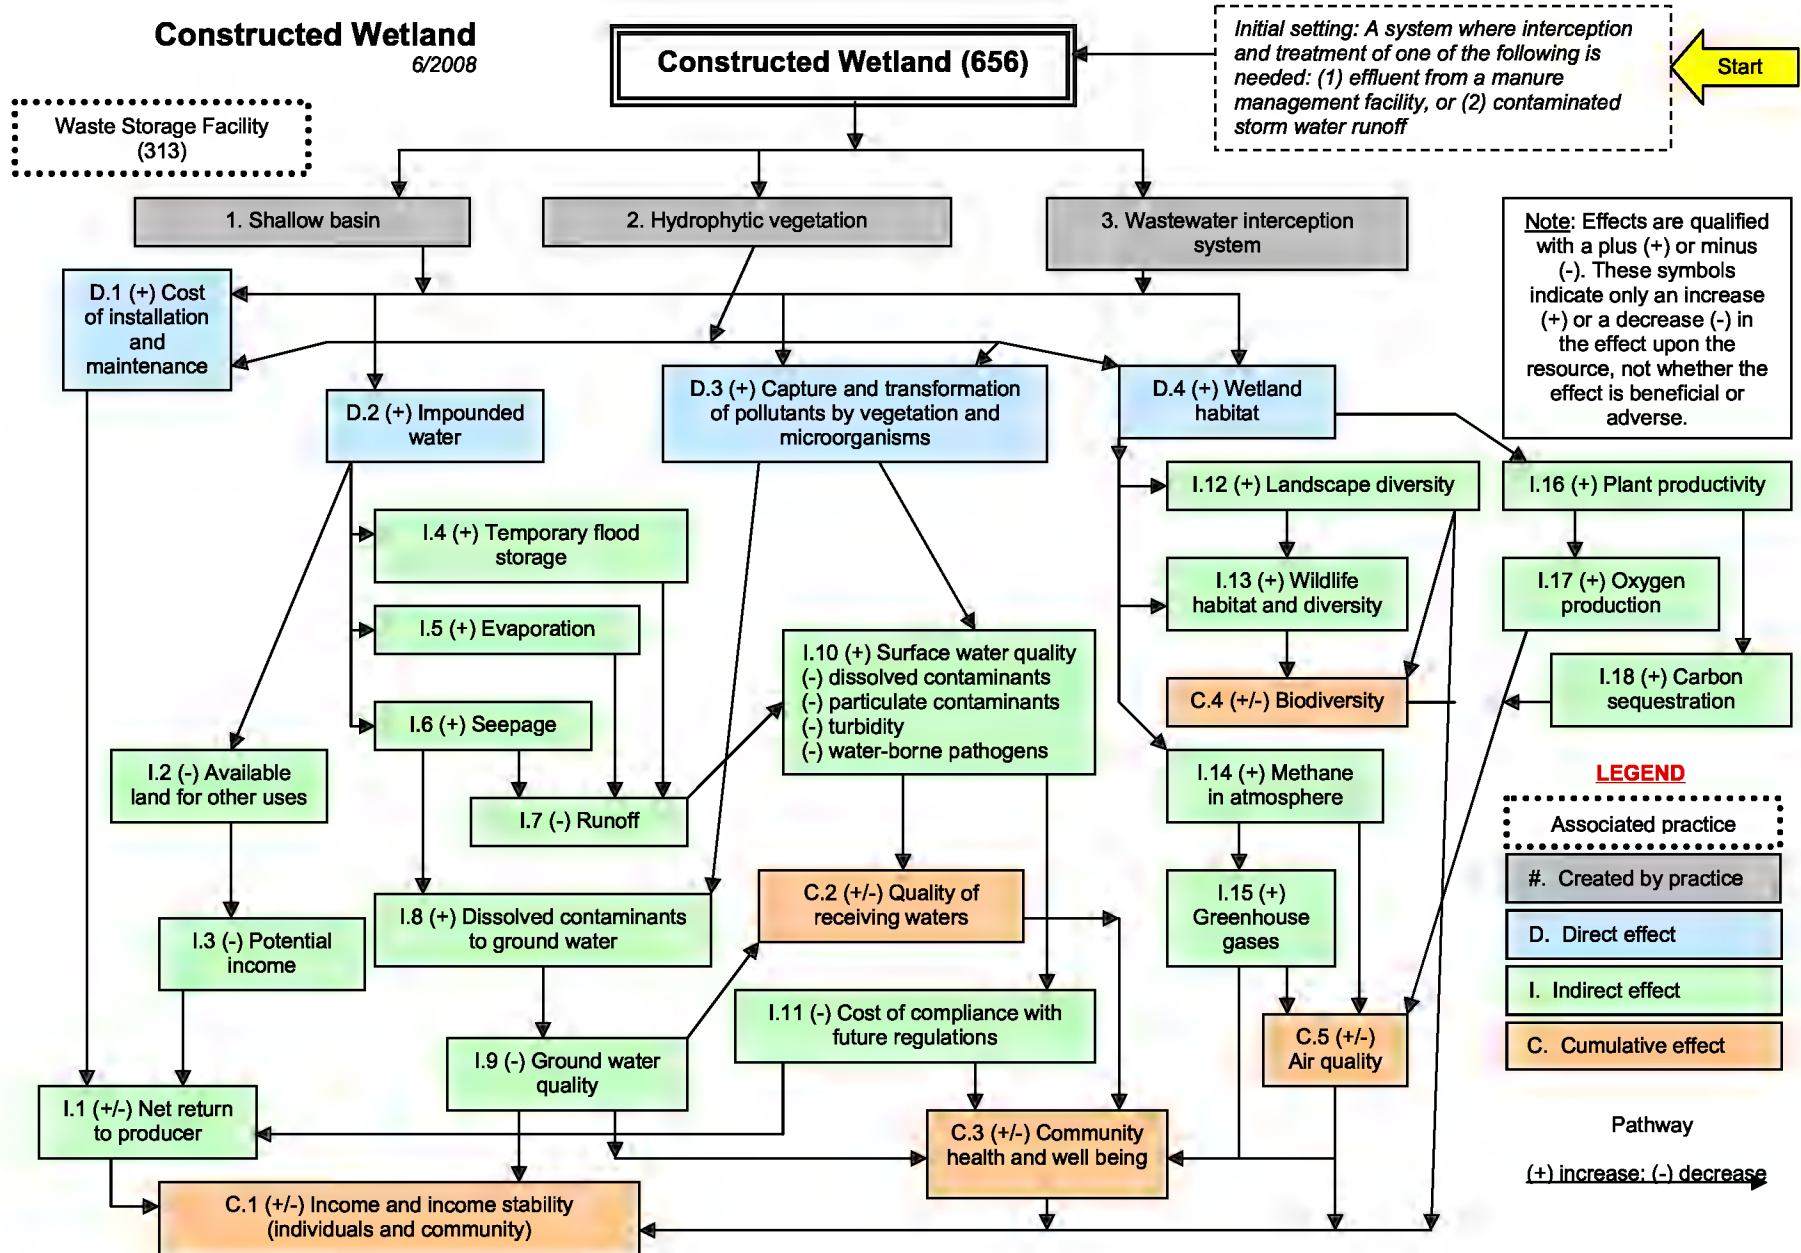 Constructed Wetland
6/2008
Constructed Wetland (656)
Initial setting: A system where interception
and treatment of one of the following is
needed: (1) effluent from a manure
management facility, or (2) contaminated
storm water runoff
Start
Waste Storage Facility
(313)
1. Shallow basin
2. Hydrophytic vegetation
3. Wastewater interception
system
Note: Effects are qualified
with a plus (+) or minus
(-). These symbols
indicate only an increase
(+) or a decrease (-) in
the effect upon the
resource, not whether the
effect is beneficial or
adverse.
D.1 (+) Cost
of installation
and
maintenance
D.2 (+) Impounded
water
D.3 (+) Capture and transformation
of pollutants by vegetation and
microorganisms
D.4 (+) Wetland
habitat
I.12 (+) Landscape diversity
I.16 (+) Plant productivity
I.4 (+) Temporary flood
storage
I.13 (+) Wildlife
habitat and diversity
I.17 (+) Oxygen
production
I.5 (+) Evaporation
I.10 (+) Surface water quality
(-) dissolved contaminants
(-) particulate contaminants
(-) turbidity
(-) water-borne pathogens
C.4 (+/-) Biodiversity
I.18 (+) Carbon
sequestration
I.6 (+) Seepage
I.2 (-) Available
land for other uses
I.7 (-) Runoff
I.14 (+) Methane
in atmosphere
LEGEND
Associated practice
#. Created by practice
D. Direct effect
I. Indirect effect
C. Cumulative effect
Pathway
(+) increase; (-) decrease
C.2 (+/-) Quality of
receiving waters
I.15 (+)
Greenhouse
gases
I.8 (+) Dissolved contaminants
to ground water
I.3 (-) Potential
income
I.11 (-) Cost of compliance with
future regulations
C.5 (+/-)
Air quality
I.9 (-) Ground water
quality
I.1 (+/-) Net return
to producer
C.3 (+/-) Community
health and well being
C.1 (+/-) Income and income stability
(individuals and community)